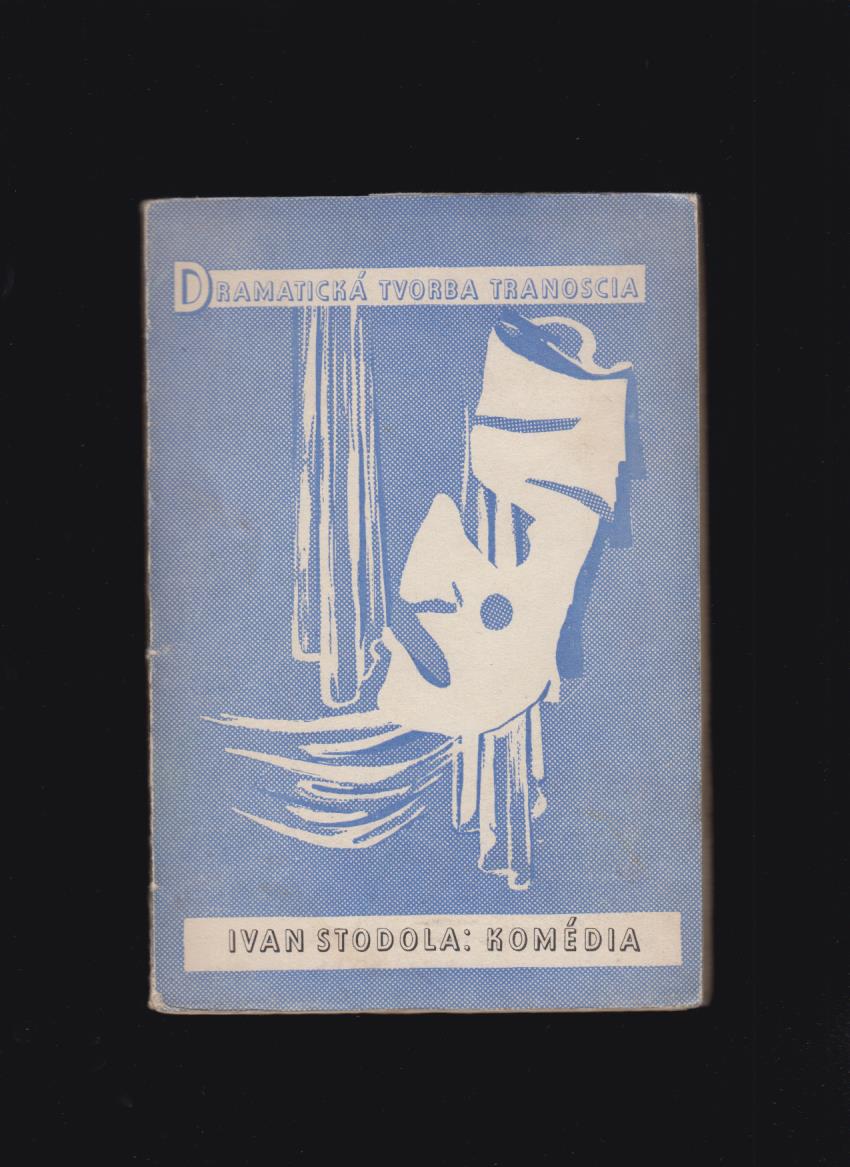 DRAMATICKÁ TVORBA TRANOSCIA
IVAN STODOLA: KOMÉDIA